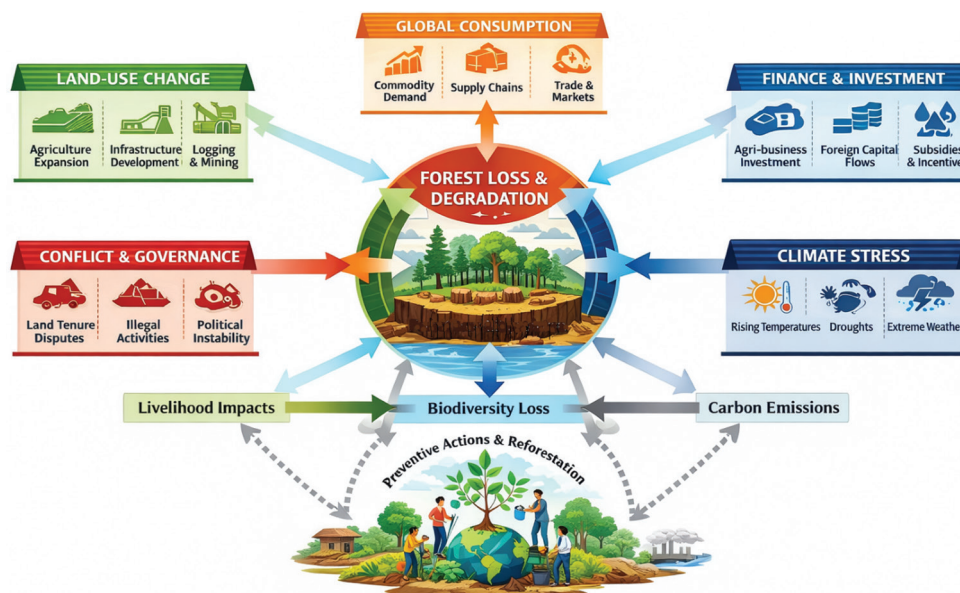 GLOBAL CONSUMPTION
Commodity
Demand
Supply Chains
Trade &
Markets
LAND-USE CHANGE
Agriculture
Expansion
Infrastructure
Development
Logging
& Mining
FINANCE & INVESTMENT
Agri-business
Investment
Foreign Capital
Flows
Subsidies
& Incentive
FOREST LOSS &
DEGRADATION
CONFLICT & GOVERNANCE
Land Tenure
Disputes
Illegal
Activities
Political
Instability
CLIMATE STRESS
Rising Temperatures
Droughts
Extreme Weathe
Livelihood Impacts
Biodiversity Loss
Carbon Emissions
Preventive Actions & Reforestation